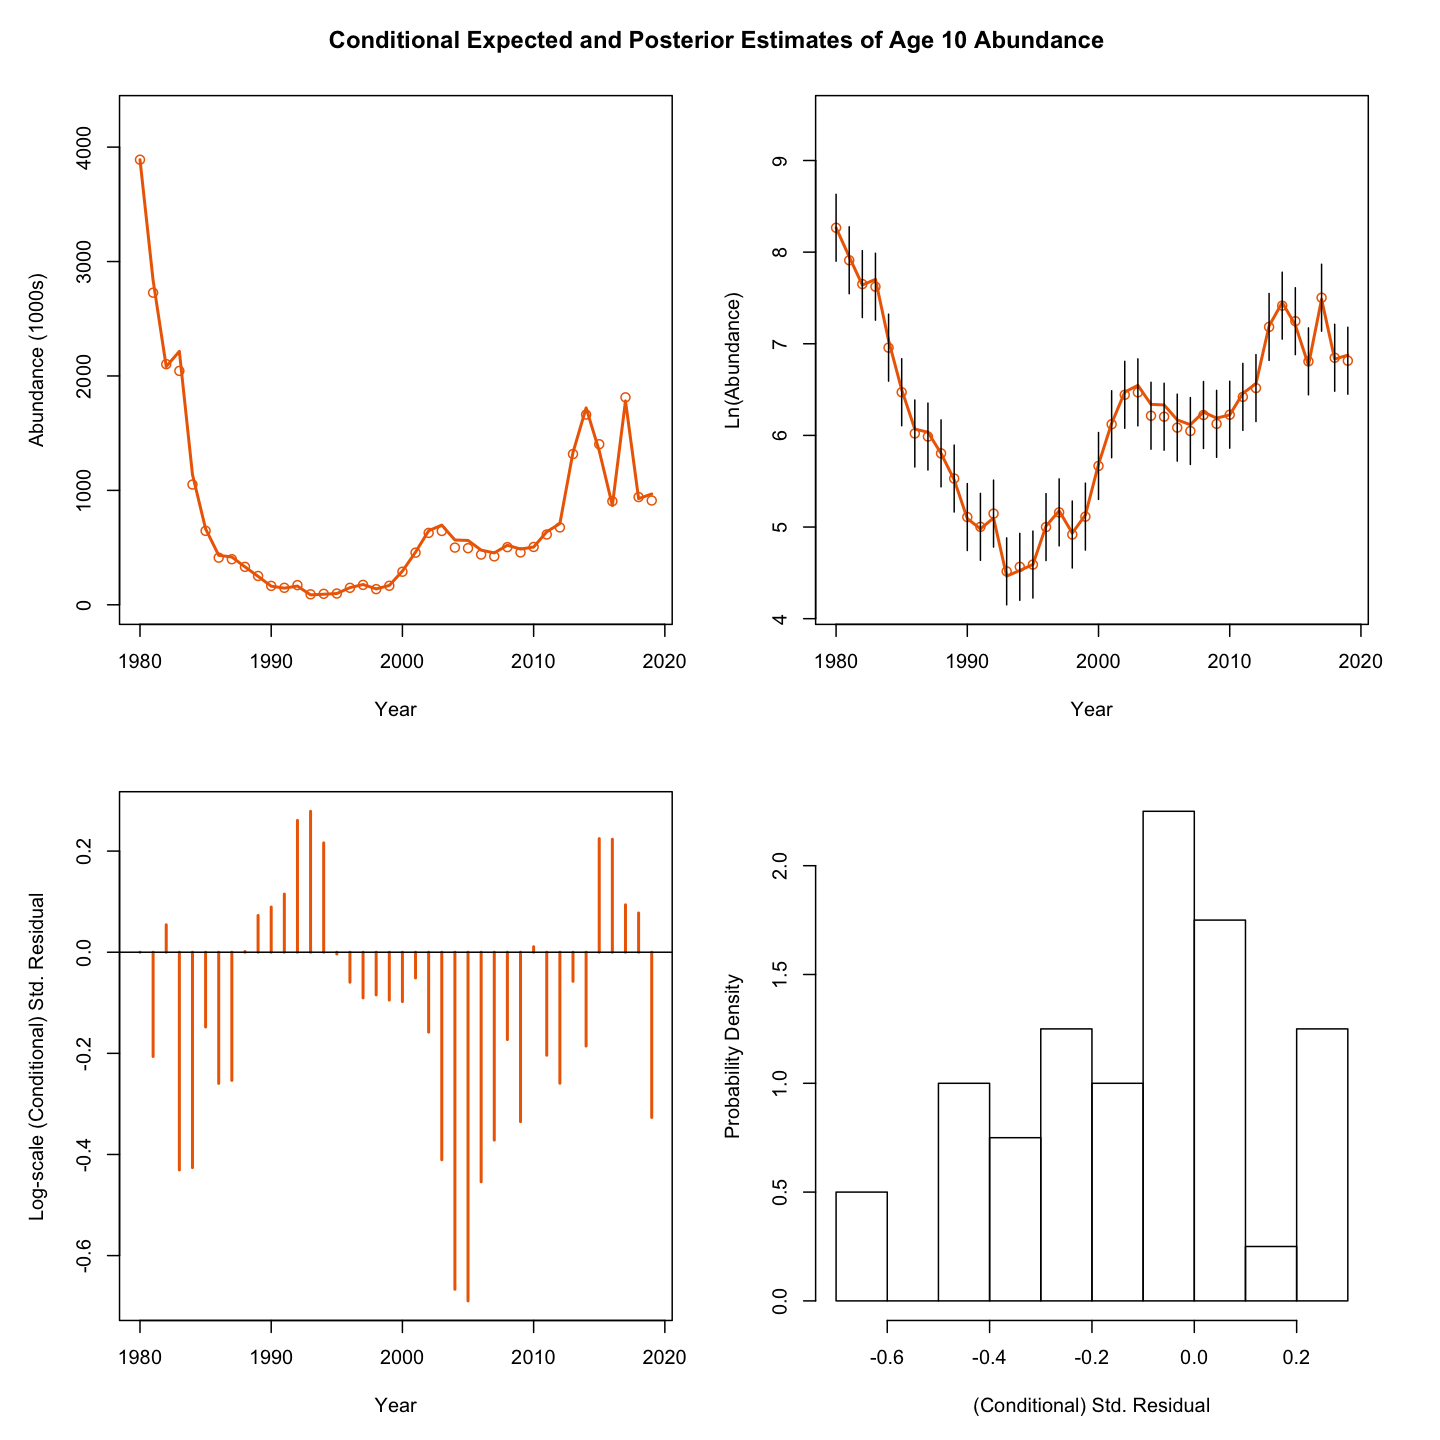 Conditional Expected and Posterior Estimates of Age 10 Abundance
Abundance (1000s)
4000
3000
2000
1000
0
1980 1990 2000 2010 2020
Year
Ln(Abundance)
9
8
7
6
5
4
1980 1990 2000 2010 2020
Year
Log-scale (Conditional) Std. Residual
0.2
0.0
-0.2
-0.4
-0.6
1980 1990 2000 2010 2020
Year
Probability Density
2.0
1.5
1.0
0.5
0.0
-0.6 -0.4 -0.2 0.0 0.2
(Conditional) Std. Residual